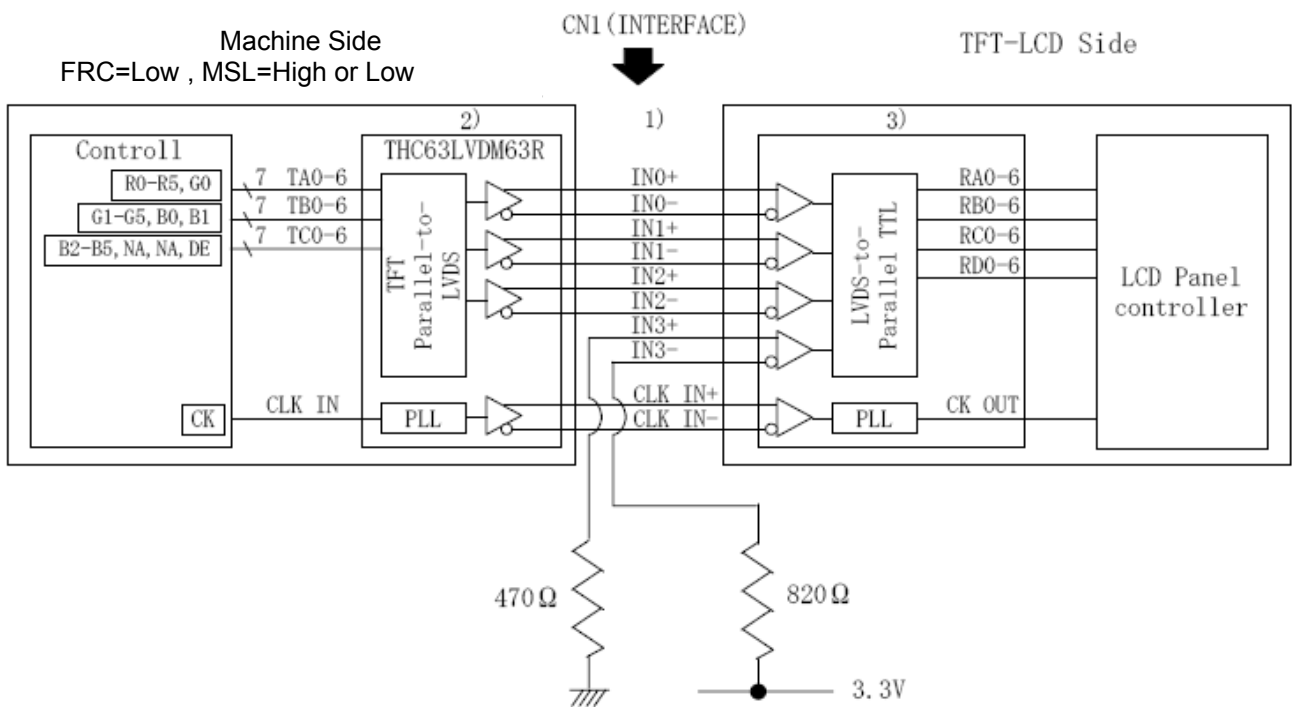 CN1(INTERFACE)
Machine Side
FRC=Low , MSL=High or Low
TFT-LCD Side
2)
1)
3)
Controll
R0-R5, G0
G1-G5, B0, B1
B2-B5, NA, NA, DE
CK
7 TA0-6
7 TB0-6
7 TC0-6
CLK IN
THC63LVDM63R
TFT
Parallel-to-
LVDS
PLL
IN0+
IN0-
IN1+
IN1-
IN2+
IN2-
IN3+
IN3-
CLK IN+
CLK IN-
LVDS-to-
Parallel TTL
PLL
RA0-6
RB0-6
RC0-6
RD0-6
CK OUT
LCD Panel
controller
470Ω
820Ω
3.3V